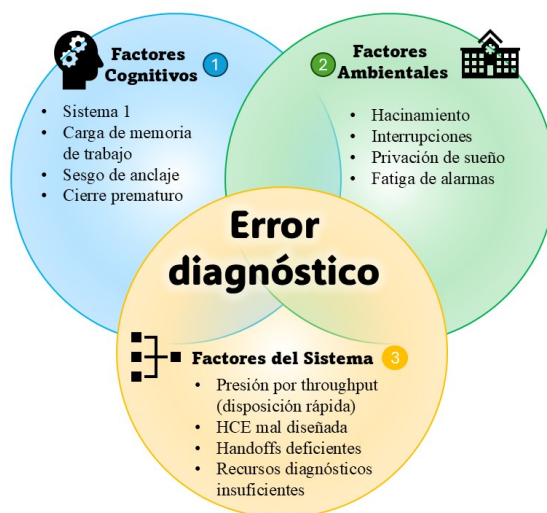 Factores
Cognitivos 1
• Sistema 1
• Carga de memoria
de trabajo
• Sesgo de anclaje
• Cierre prematuro
2 Factores
Ambientales
• Hacinamiento
• Interrupciones
• Privación de sueño
• Fatiga de alarmas
Error
diagnóstico
Factores del Sistema 3
• Presión por throughput
(disposición rápida)
• HCE mal diseñada
• Handoffs deficientes
• Recursos diagnósticos
insuficientes